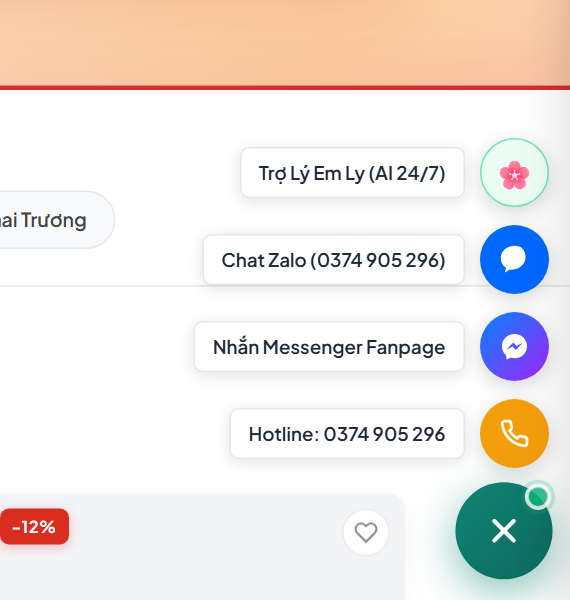 Trợ Lý Em Ly (AI 24/7)
ai Trương
Chat Zalo (0374 905 296)
Nhắn Messenger Fanpage
Hotline: 0374 905 296
-12%